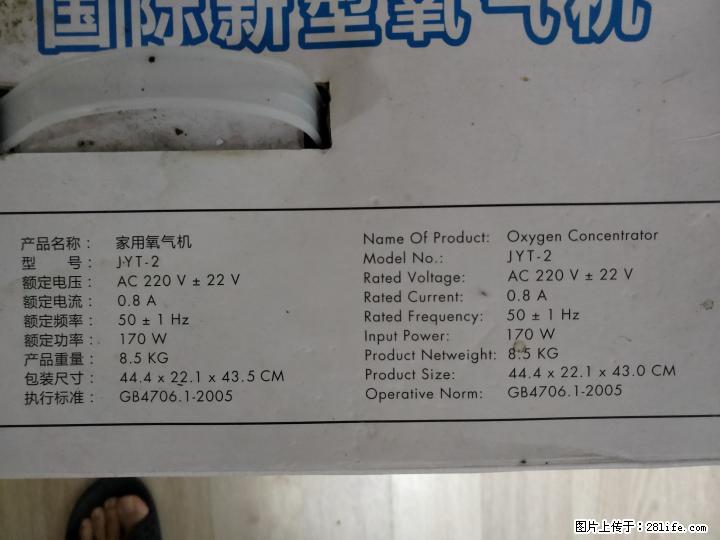 国际新型氧气机
产品名称： 家用氧气机
型 号： JYT-2
额定电压： AC 220 V ± 22 V
额定电流： 0.8 A
额定频率： 50 ± 1 Hz
额定功率： 170 W
产品重量： 8.5 KG
包装尺寸： 44.4 x 22.1 x 43.5 CM
执行标准： GB4706.1-2005
Name Of Product: Oxygen Concentrator
Model No.: JYT-2
Rated Voltage: AC 220 V ± 22 V
Rated Current: 0.8 A
Rated Frequency: 50 ± 1 Hz
Input Power: 170 W
Product Netweight: 8.5 KG
Product Size: 44.4 x 22.1 x 43.0 CM
Operative Norm: GB4706.1-2005
图片上传于：28life.com